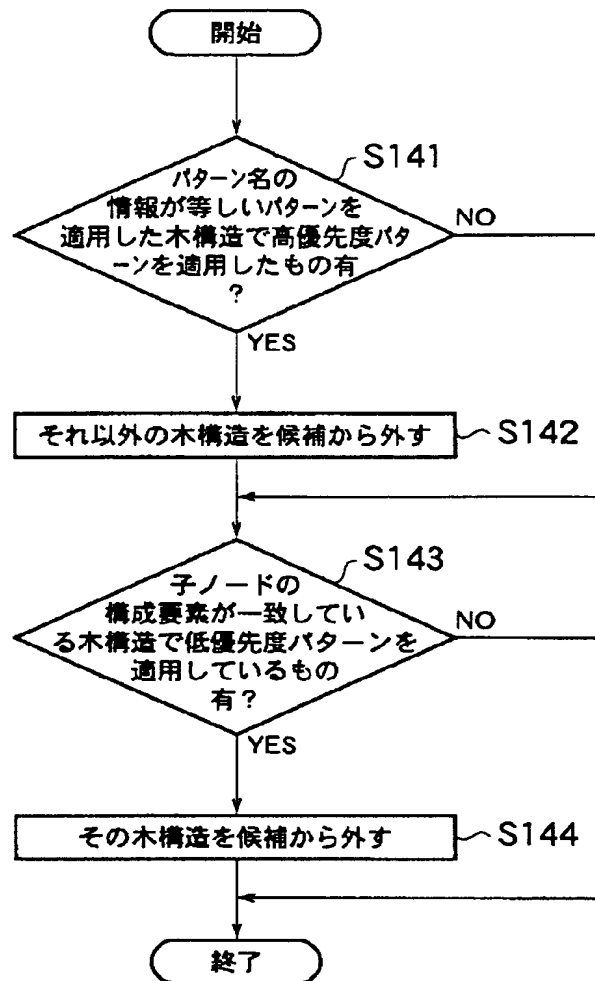 開始
S141
パターン名の
情報が等しいパターンを
適用した木構造で高優先度パタ
ーンを適用したもの有
?
NO
YES
それ以外の木構造を候補から外す
S142
S143
子ノードの
構成要素が一致してい
る木構造で低優先度パターンを
適用しているもの
有?
NO
YES
その木構造を候補から外す
S144
終了